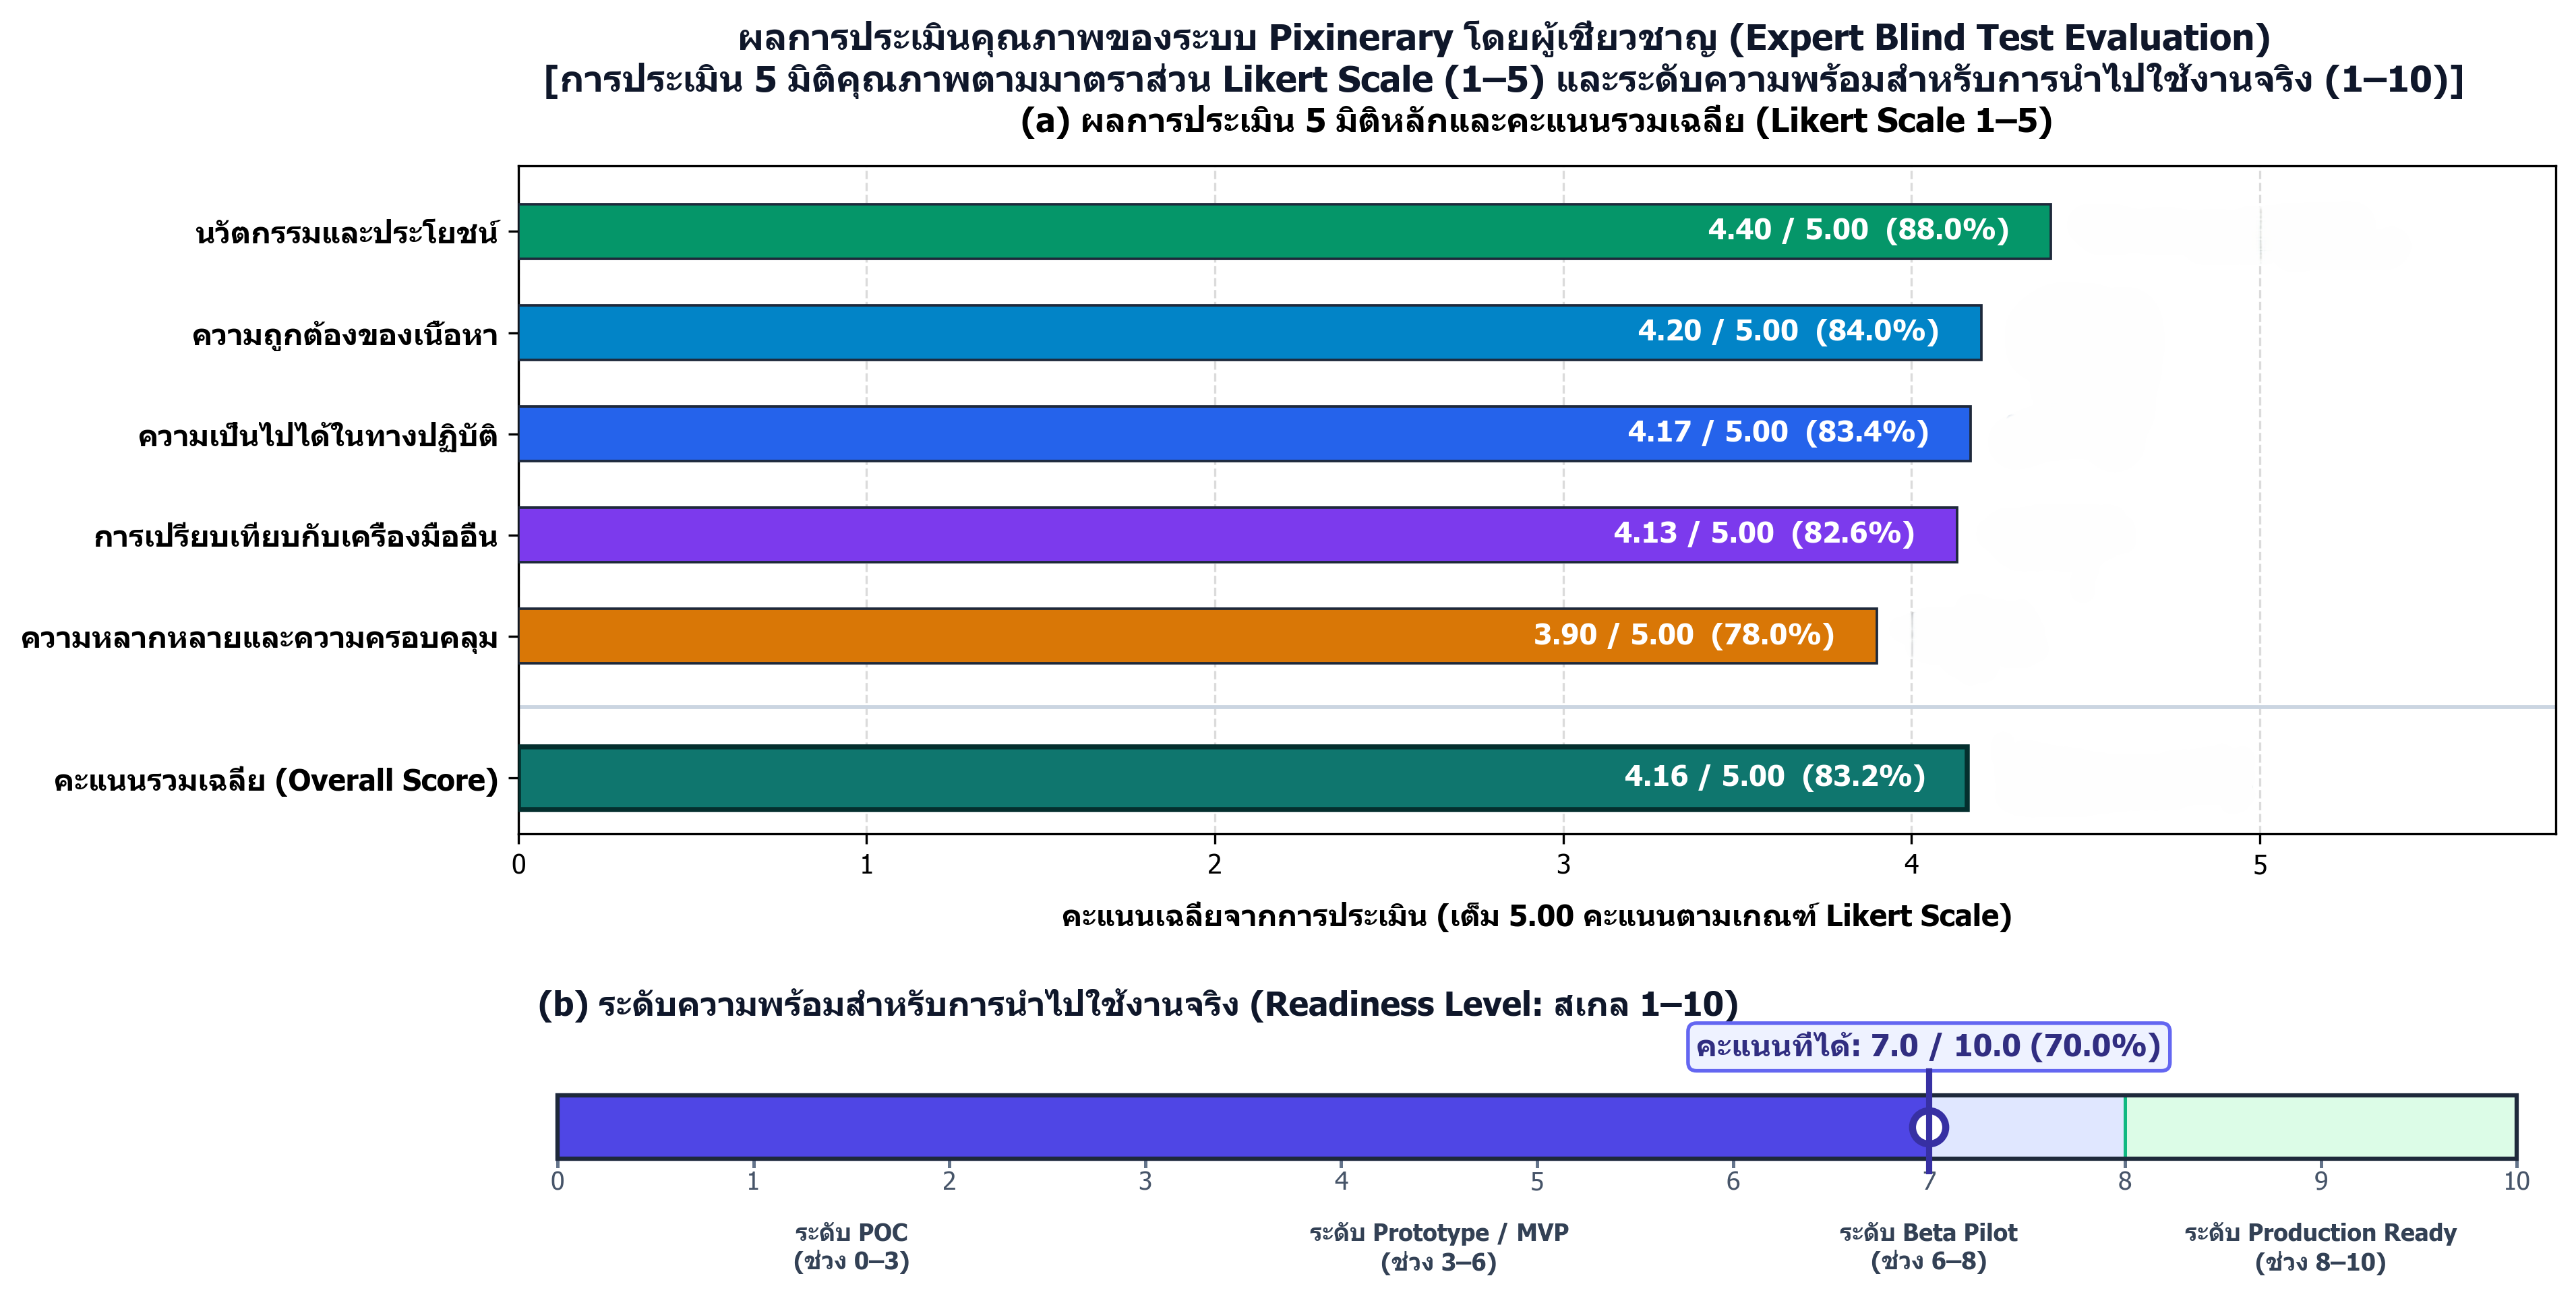 ผลการประเมินคุณภาพของระบบ Pixinerary โดยผู้เชี่ยวชาญ (Expert Blind Test Evaluation)
[การประเมิน 5 มิติคุณภาพตามมาตราส่วน Likert Scale (1–5) และระดับความพร้อมสำหรับการนำไปใช้งานจริง (1–10)]
(a) ผลการประเมิน 5 มิติหลักและคะแนนรวมเฉลี่ย (Likert Scale 1–5)
นวัตกรรมและประโยชน์
4.40 / 5.00 (88.0%)
ความถูกต้องของเนื้อหา
4.20 / 5.00 (84.0%)
ความเป็นไปได้ในทางปฏิบัติ
4.17 / 5.00 (83.4%)
การเปรียบเทียบกับเครื่องมืออื่น
4.13 / 5.00 (82.6%)
ความหลากหลายและความครอบคลุม
3.90 / 5.00 (78.0%)
คะแนนรวมเฉลี่ย (Overall Score)
4.16 / 5.00 (83.2%)
0 1 2 3 4 5
คะแนนเฉลี่ยจากการประเมิน (เต็ม 5.00 คะแนนตามเกณฑ์ Likert Scale)
(b) ระดับความพร้อมสำหรับการนำไปใช้งานจริง (Readiness Level: สเกล 1–10)
คะแนนที่ได้: 7.0 / 10.0 (70.0%)
0 1 2 3 4 5 6 7 8 9 10
ระดับ POC
(ช่วง 0–3)
ระดับ Prototype / MVP
(ช่วง 3–6)
ระดับ Beta Pilot
(ช่วง 6–8)
ระดับ Production Ready
(ช่วง 8–10)